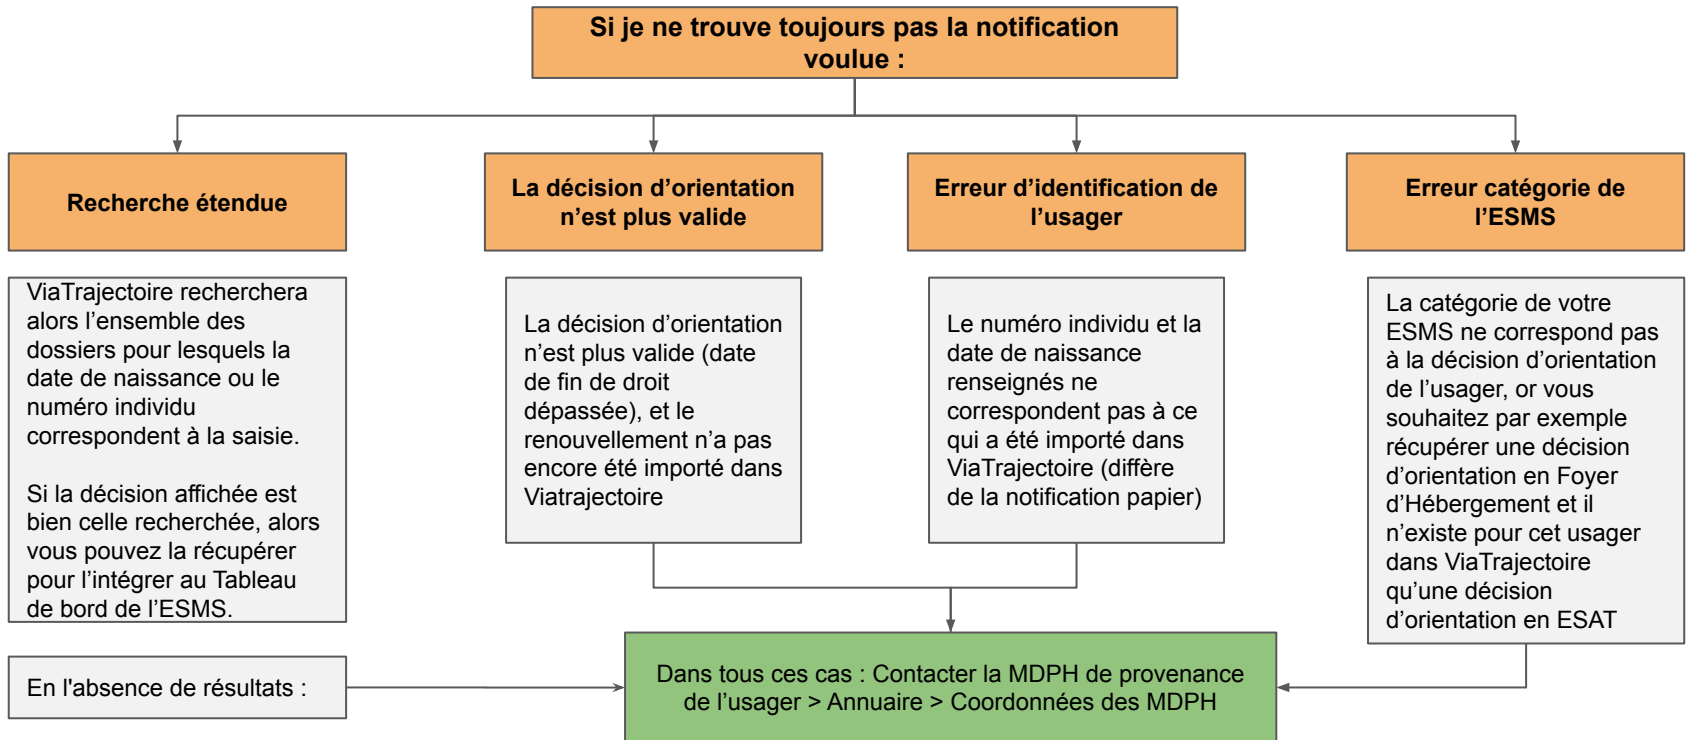 Si je ne trouve toujours pas la notification
voulue :
Recherche étendue
La décision d’orientation
n’est plus valide
Erreur d’identification de
l’usager
Erreur catégorie de
l’ESMS
ViaTrajectoire recherchera
alors l’ensemble des
dossiers pour lesquels la
date de naissance ou le
numéro individu
correspondent à la saisie.
Si la décision affichée est
bien celle recherchée, alors
vous pouvez la récupérer
pour l’intégrer au Tableau
de bord de l’ESMS.
La décision d’orientation
n’est plus valide (date
de fin de droit
dépassée), et le
renouvellement n’a pas
encore été importé dans
Viatrajectoire
Le numéro individu et la
date de naissance
renseignés ne
correspondent pas à ce
qui a été importé dans
ViaTrajectoire (diffère
de la notification papier)
La catégorie de votre
ESMS ne correspond pas
à la décision d’orientation
de l’usager, or vous
souhaitez par exemple
récupérer une décision
d’orientation en Foyer
d’Hébergement et il
n’existe pour cet usager
dans ViaTrajectoire
qu’une décision
d’orientation en ESAT
En l'absence de résultats :
Dans tous ces cas : Contacter la MDPH de provenance
de l’usager > Annuaire > Coordonnées des MDPH